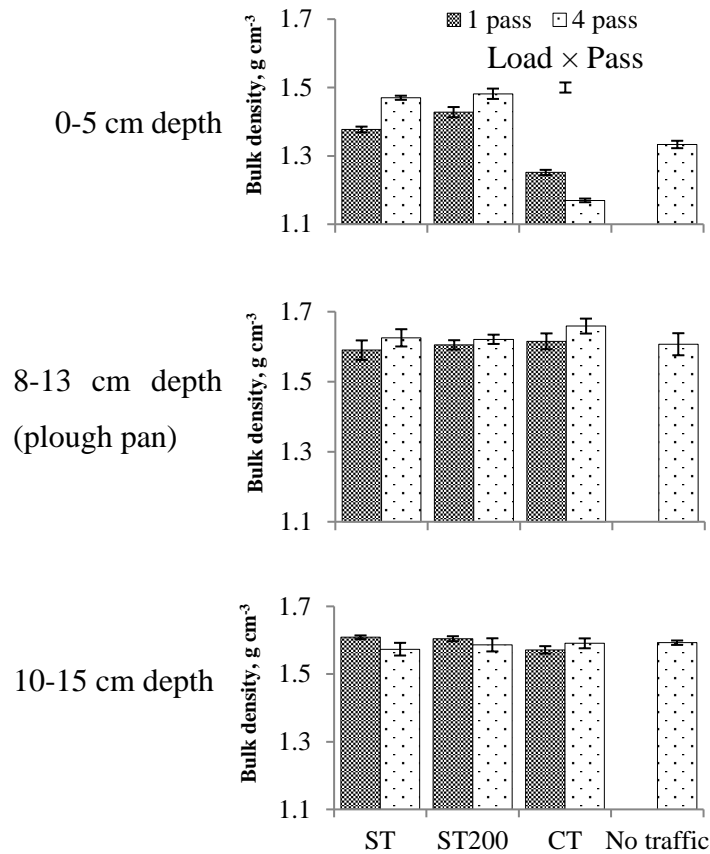 1 pass 4 pass
Load × Pass
0-5 cm depth
Bulk density, g cm-3
1.7
1.5
1.3
1.1
8-13 cm depth
(plough pan)
Bulk density, g cm-3
1.7
1.5
1.3
1.1
10-15 cm depth
Bulk density, g cm-3
1.7
1.5
1.3
1.1
ST ST200 CT No traffic